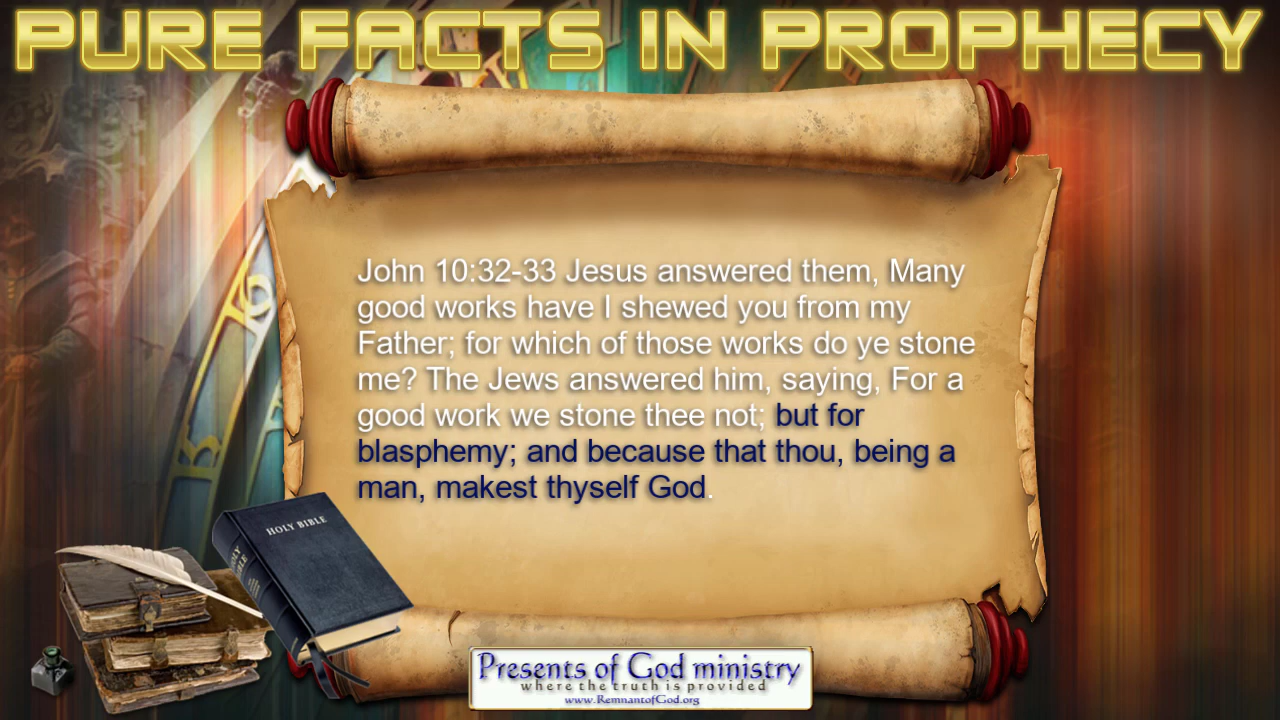 PURE FACTS IN PROPHECY
John 10:32-33 Jesus answered them, Many
good works have I shewed you from my
Father; for which of those works do ye stone
me? The Jews answered him, saying, For a
good work we stone thee not; but for
blasphemy; and because that thou, being a
man, makest thyself God.
HOLY BIBLE
HOLY BIBLE
Presents of God ministry
where the truth is provided
www.RemnantofGod.org